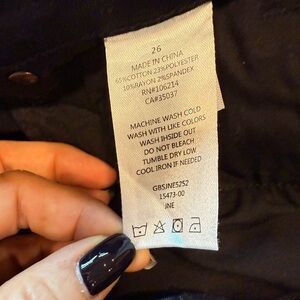 26
MADE IN CHINA
65%COTTON 23%POLYESTER
10%RAYON 2%SPANDEX
RN#106214
CA#35037
MACHINE WASH COLD
WASH WITH LIKE COLORS
WASH INSIDE OUT
DO NOT BLEACH
TUMBLE DRY LOW
COOL IRON IF NEEDED
GBSJNE5252
15473-00
JNE